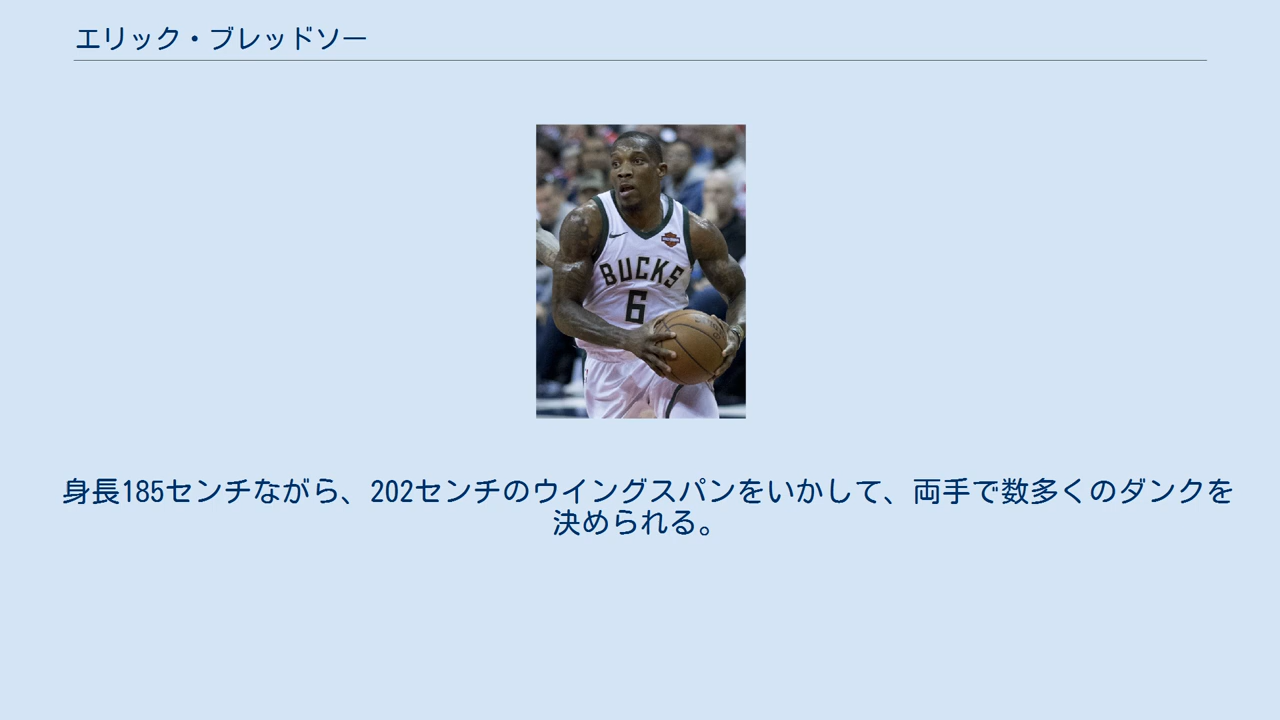 エリック・ブレッドソー
BUCKS
6
身長185センチながら、202センチのウイングスパンをいかして、両手で数多くのダンクを
決められる。